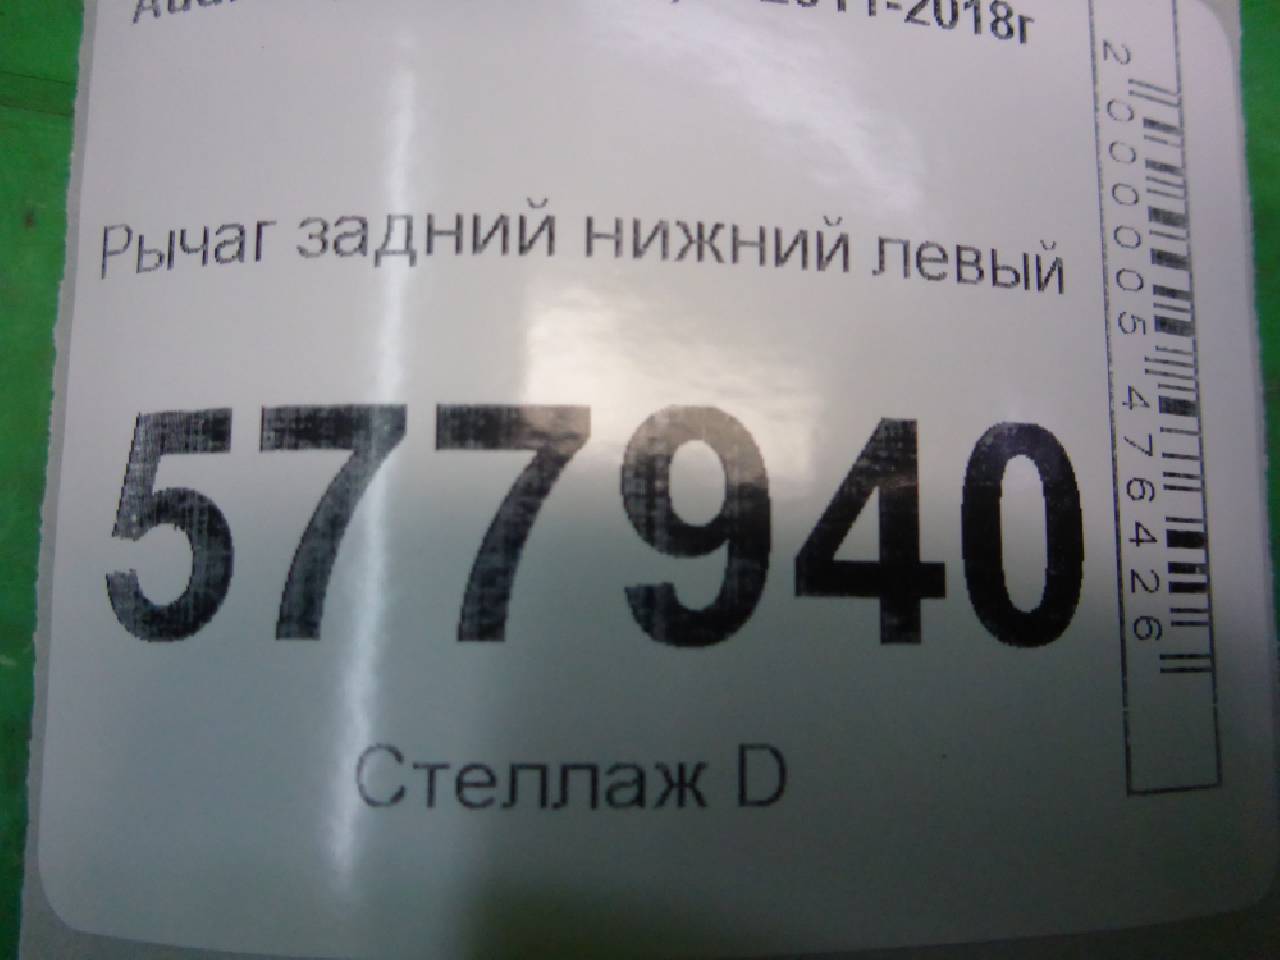 2011-2018г
Рычаг задний нижний левый
577940
Стеллаж D
2000005476426